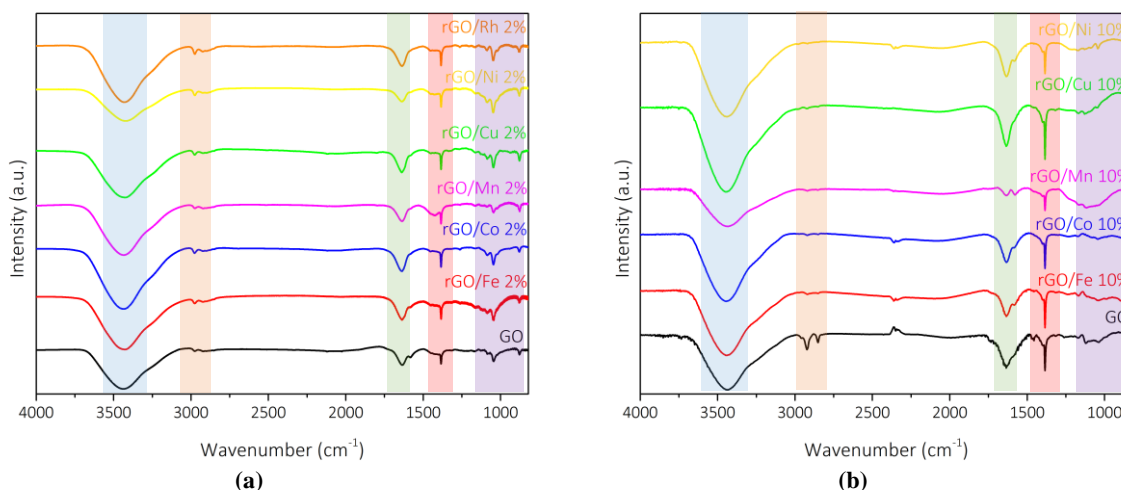 rGO/Rh 2%
rGO/Ni 2%
rGO/Cu 2%
rGO/Mn 2%
rGO/Co 2%
rGO/Fe 2%
GO
Intensity (a.u.)
4000 3500 3000 2500 2000 1500 1000
Wavenumber (cm⁻¹)
(a)
rGO/Ni 10%
rGO/Cu 10%
rGO/Mn 10%
rGO/Co 10%
rGO/Fe 10%
GO
Intensity (a.u.)
4000 3500 3000 2500 2000 1500 1000
Wavenumber (cm⁻¹)
(b)